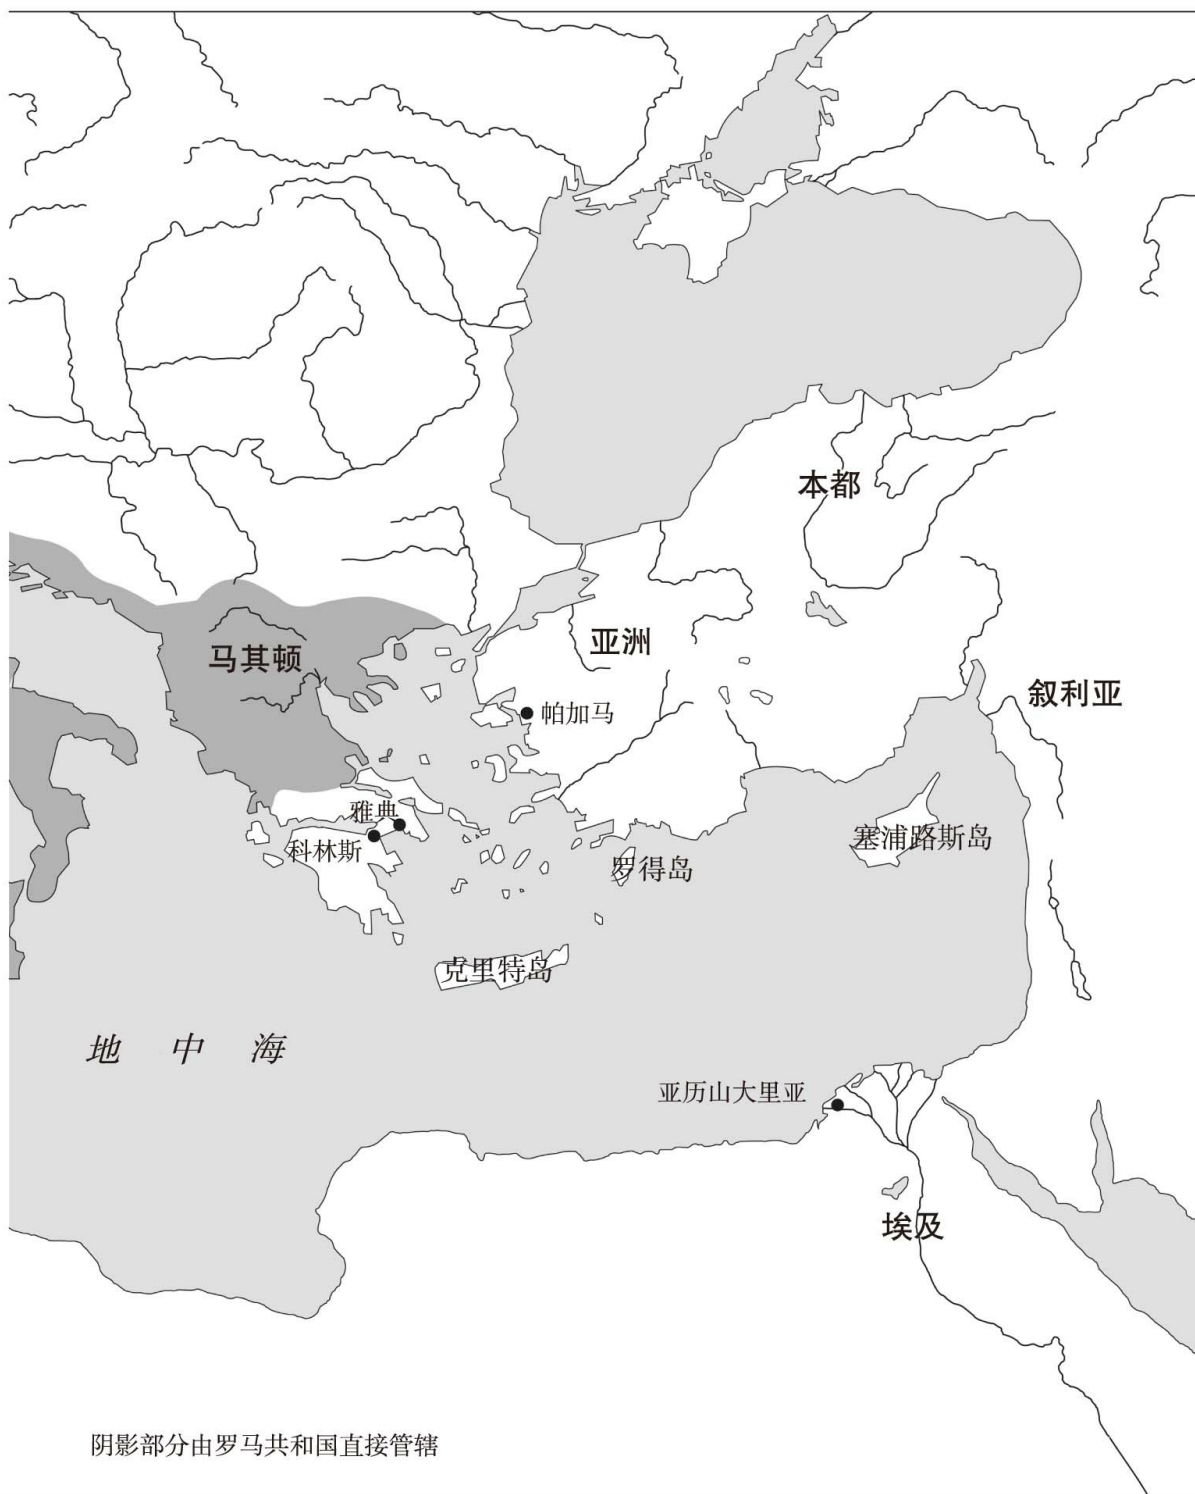 本都
亚洲
马其顿
叙利亚
帕加马
雅典
科林斯
塞浦路斯岛
罗得岛
克里特岛
地中海
亚历山大里亚
埃及
阴影部分由罗马共和国直接管辖